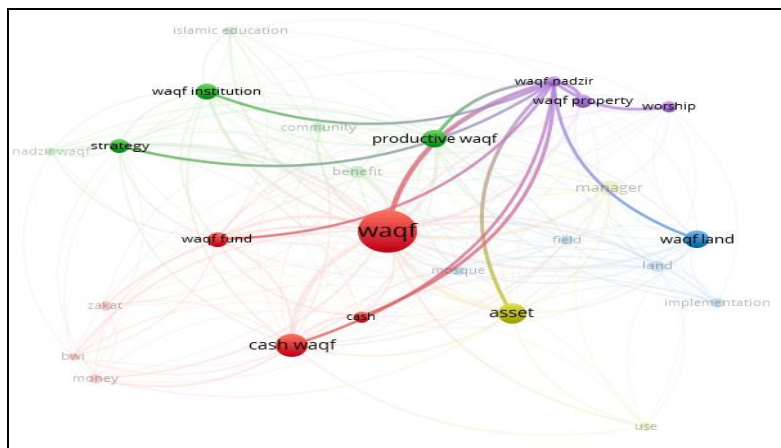 islamic education
waqf nadzir
waqf institution
waqf property
worship
community
productive waqf
strategy
nadzir waqf
benefit
manager
waqf
waqf fund
waqf land
field
mosque
land
zakat
implementation
cash
asset
cash waqf
bwi
money
use